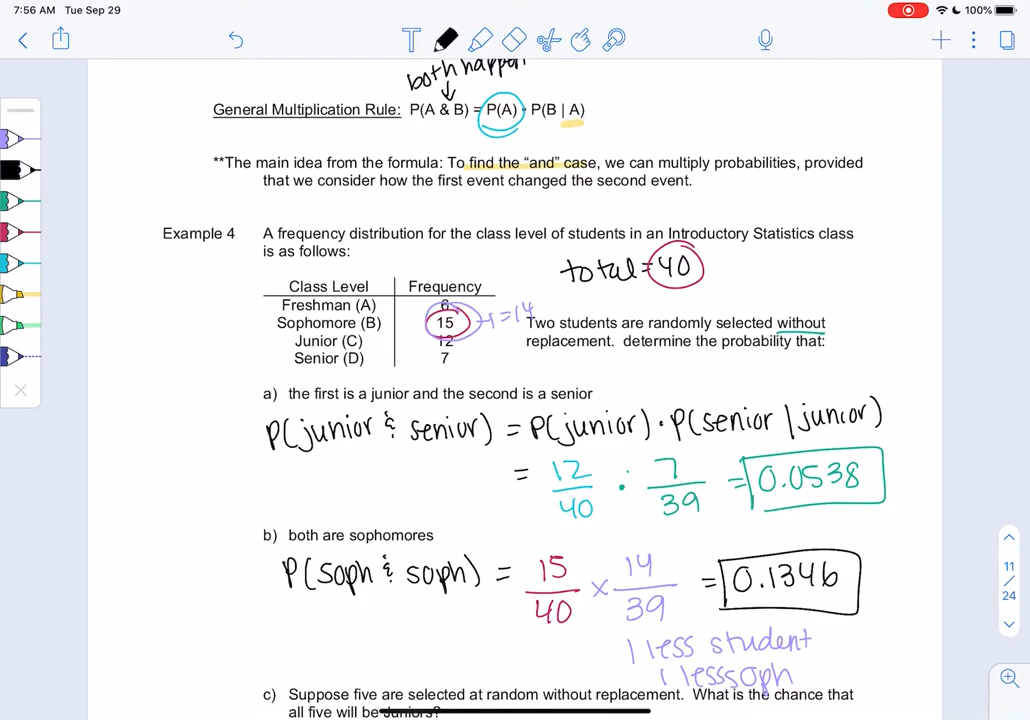 7:56 AM Tue Sep 29
100%
both happen
General Multiplication Rule: P(A & B) = P(A) · P(B | A)
**The main idea from the formula: To find the “and” case, we can multiply probabilities, provided
that we consider how the first event changed the second event.
Example 4 A frequency distribution for the class level of students in an Introductory Statistics class
is as follows:
total = 40
Class Level Frequency
Freshman (A) 6
Sophomore (B) 15 -1 = 14
Junior (C) 12
Senior (D) 7
Two students are randomly selected without
replacement. determine the probability that:
a) the first is a junior and the second is a senior
P(junior & senior) = P(junior) · P(senior | junior)
= 12/40 · 7/39 = 0.0538
b) both are sophomores
P(soph & soph) = 15/40 × 14/39 = 0.1346
1 less student
1 less soph
c) Suppose five are selected at random without replacement. What is the chance that
all five will be Juniors?
11
/
24